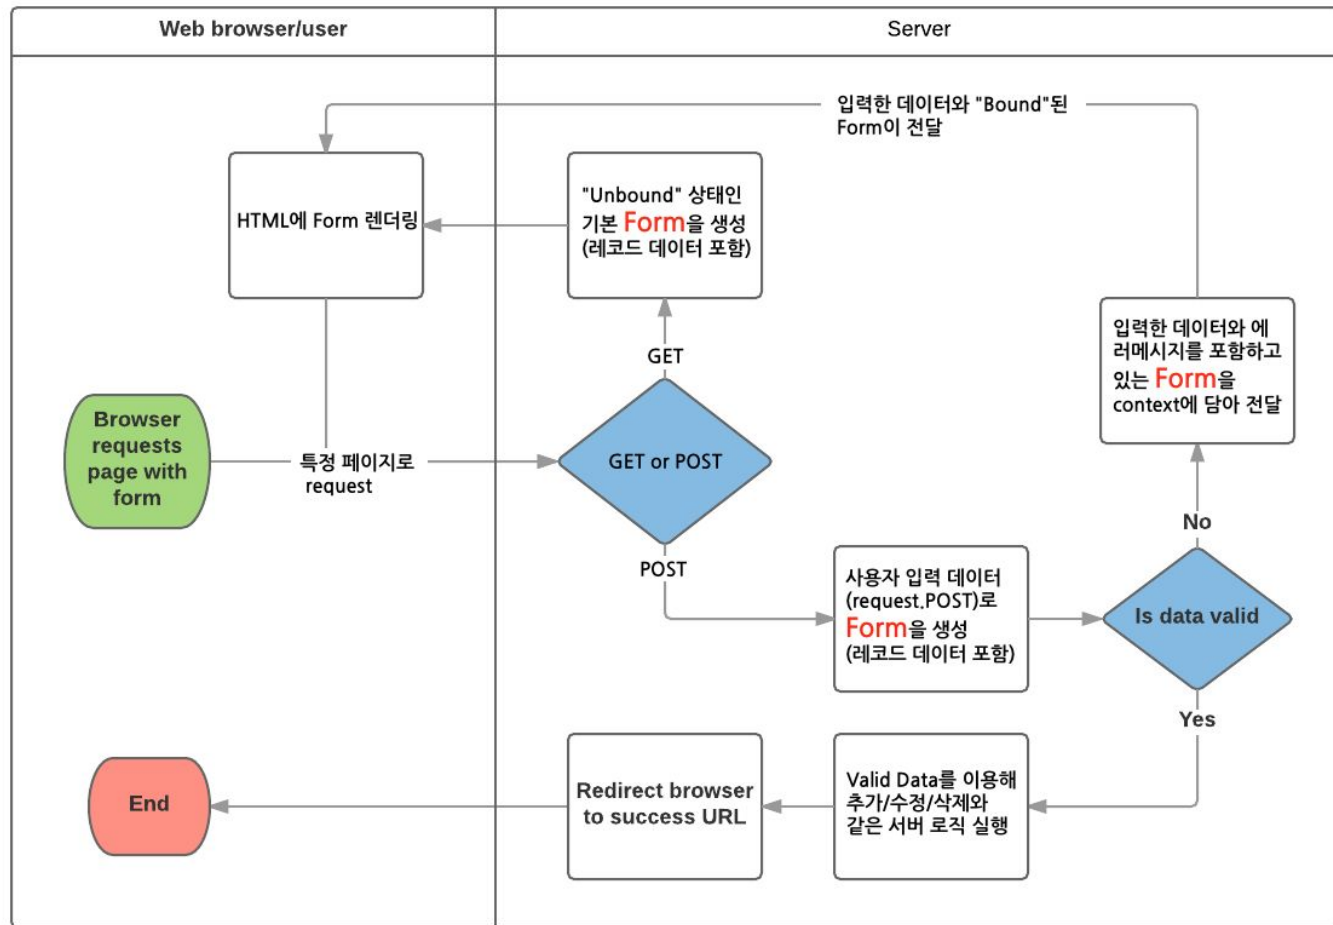 Web browser/user
Server
입력한 데이터와 "Bound"된
Form이 전달
HTML에 Form 렌더링
"Unbound" 상태인
기본 Form을 생성
(레코드 데이터 포함)
입력한 데이터와 에
러메시지를 포함하고
있는 Form을
context에 담아 전달
GET
Browser
requests
page with
form
특정 페이지로
request
GET or POST
No
POST
사용자 입력 데이터
(request.POST)로
Form을 생성
(레코드 데이터 포함)
Is data valid
Yes
End
Redirect browser
to success URL
Valid Data를 이용해
추가/수정/삭제와
같은 서버 로직 실행